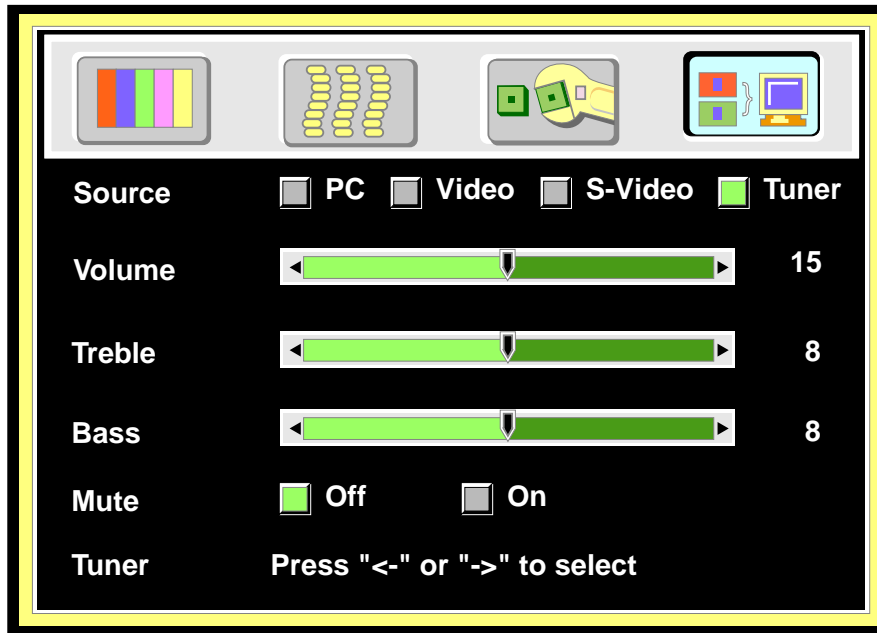 Source PC Video S-Video Tuner
Volume 15
Treble 8
Bass 8
Mute Off On
Tuner Press "<-" or "->" to select